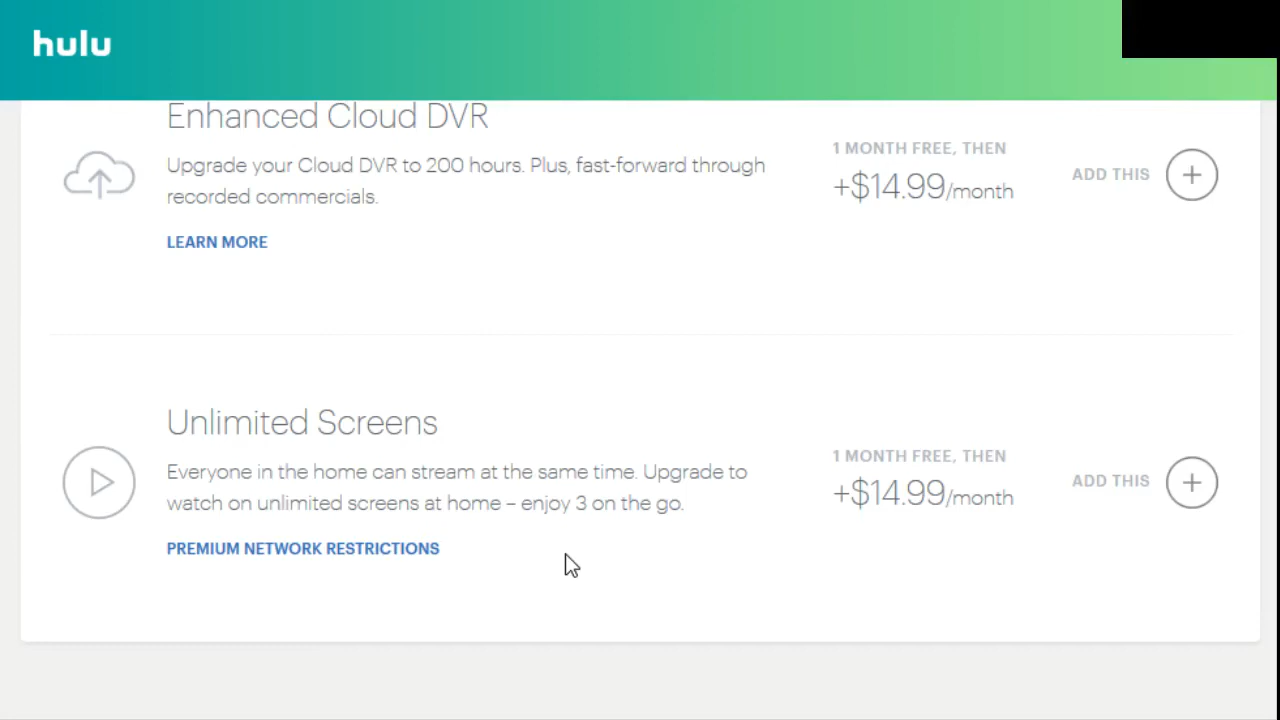 hulu
Enhanced Cloud DVR
Upgrade your Cloud DVR to 200 hours. Plus, fast-forward through
recorded commercials.
LEARN MORE
1 MONTH FREE, THEN
+$14.99/month
ADD THIS
Unlimited Screens
Everyone in the home can stream at the same time. Upgrade to
watch on unlimited screens at home – enjoy 3 on the go.
PREMIUM NETWORK RESTRICTIONS
1 MONTH FREE, THEN
+$14.99/month
ADD THIS